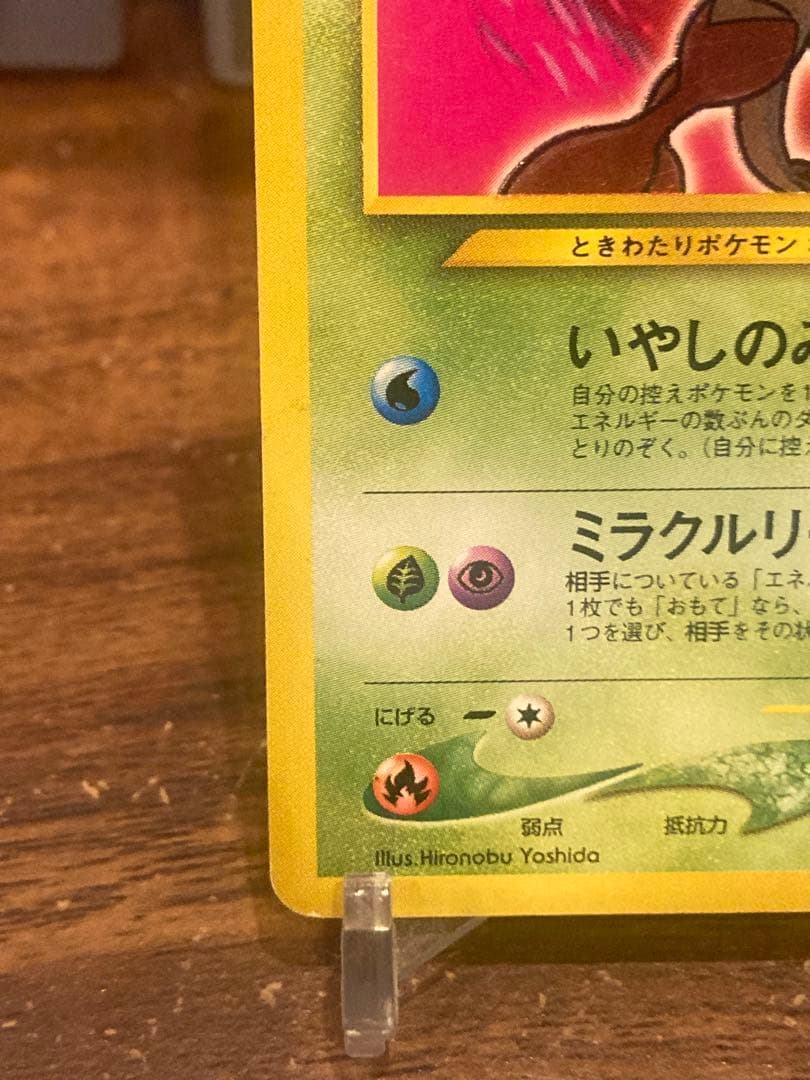 ときわたりポケモン
いやしのみ
自分の控えポケモンを1
エネルギーの数ぶんのダ
とりのぞく。(自分に控え
ミラクルリ
相手についている「エネ
1枚でも「おもて」なら、
1つを選び、相手をその状
にげる
弱点 抵抗力
Illus.Hironobu Yoshida